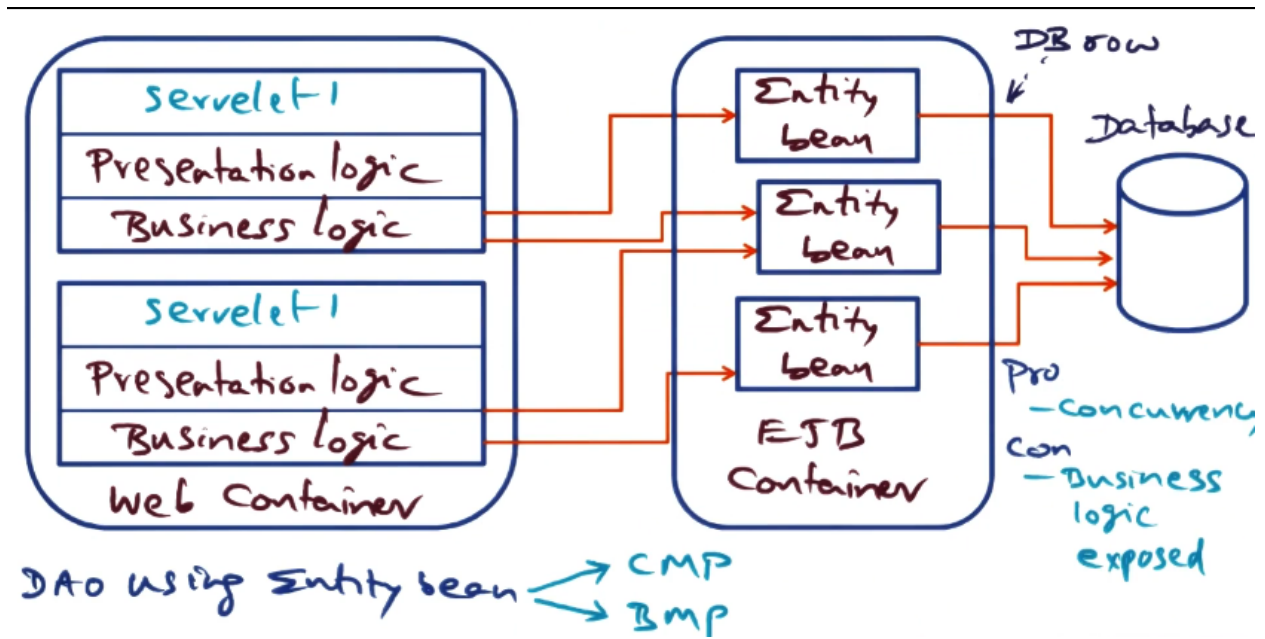 servelet1
Presentation logic
Business logic
servelet1
Presentation logic
Business logic
Web Container
Entity
bean
Entity
bean
Entity
bean
EJB
Container
DB row
Database
Pro
- Concurrency
Con
- Business
logic
exposed
DAO using Entity bean
CMP
BMP